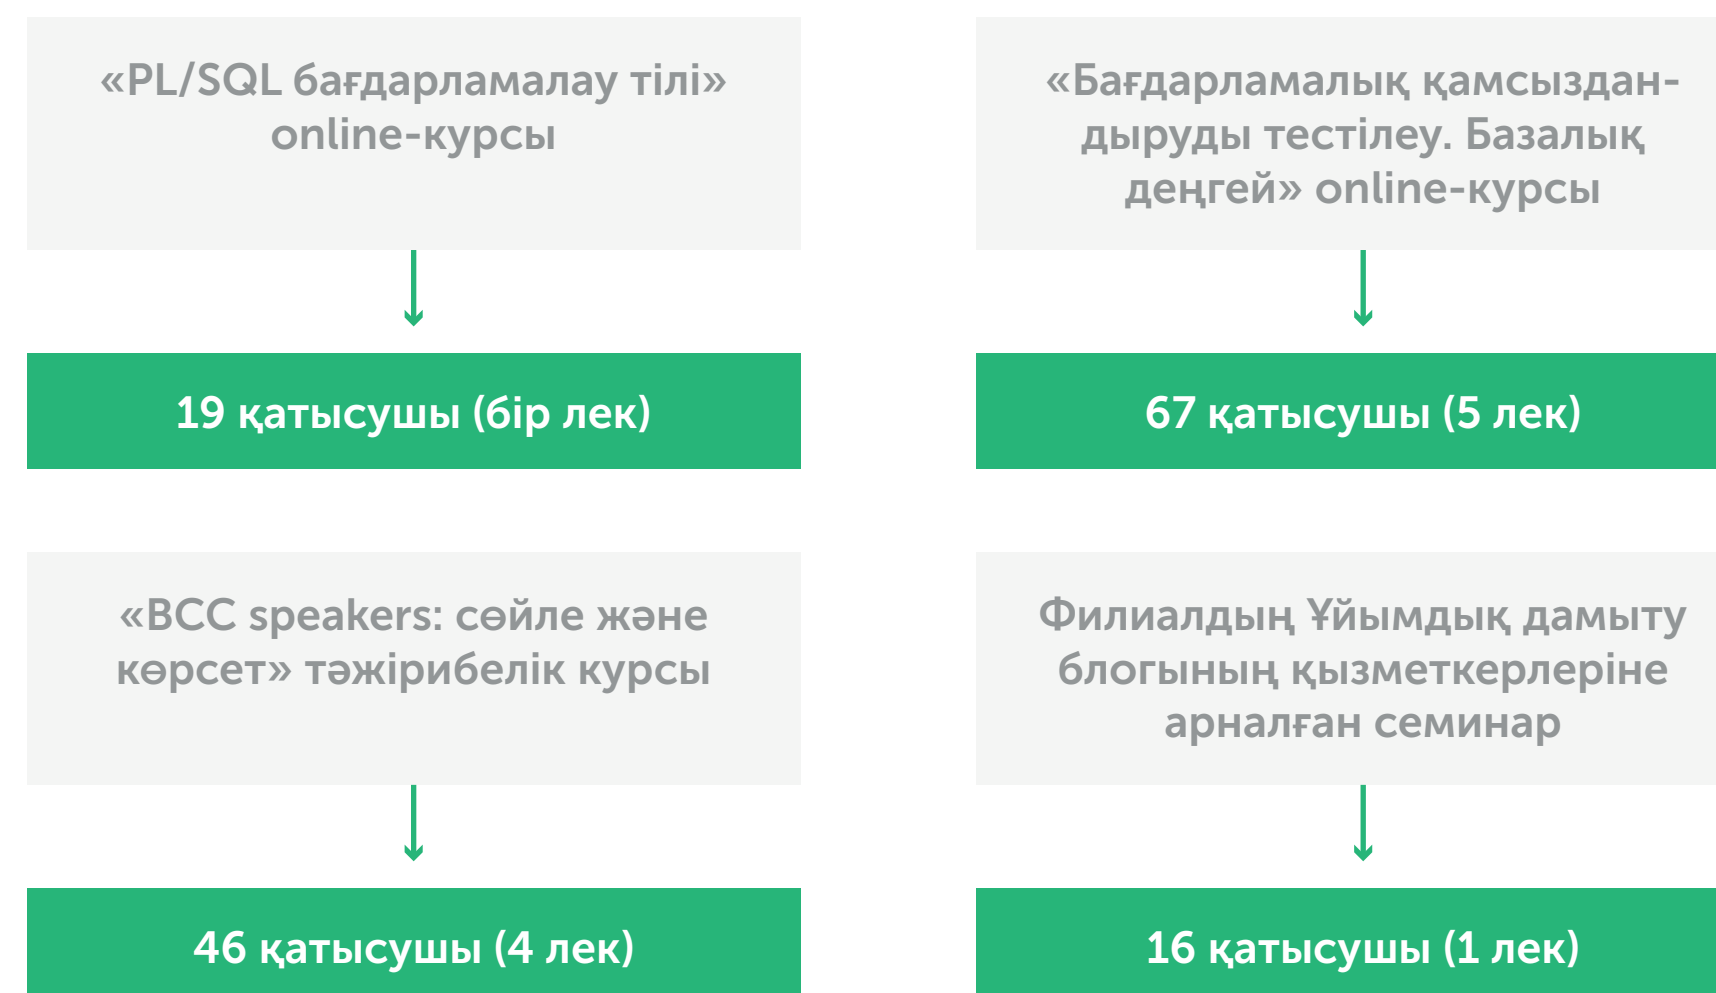 «PL/SQL бағдарламалау тілі»
online-курсы
19 қатысушы (бір лек)
«Бағдарламалық қамсыздан-
дыруды тестілеу. Базалық
деңгей» online-курсы
67 қатысушы (5 лек)
«BCC speakers: сөйле және
көрсет» тәжірибелік курсы
46 қатысушы (4 лек)
Филиалдың Ұйымдық дамыту
блогының қызметкерлеріне
арналған семинар
16 қатысушы (1 лек)